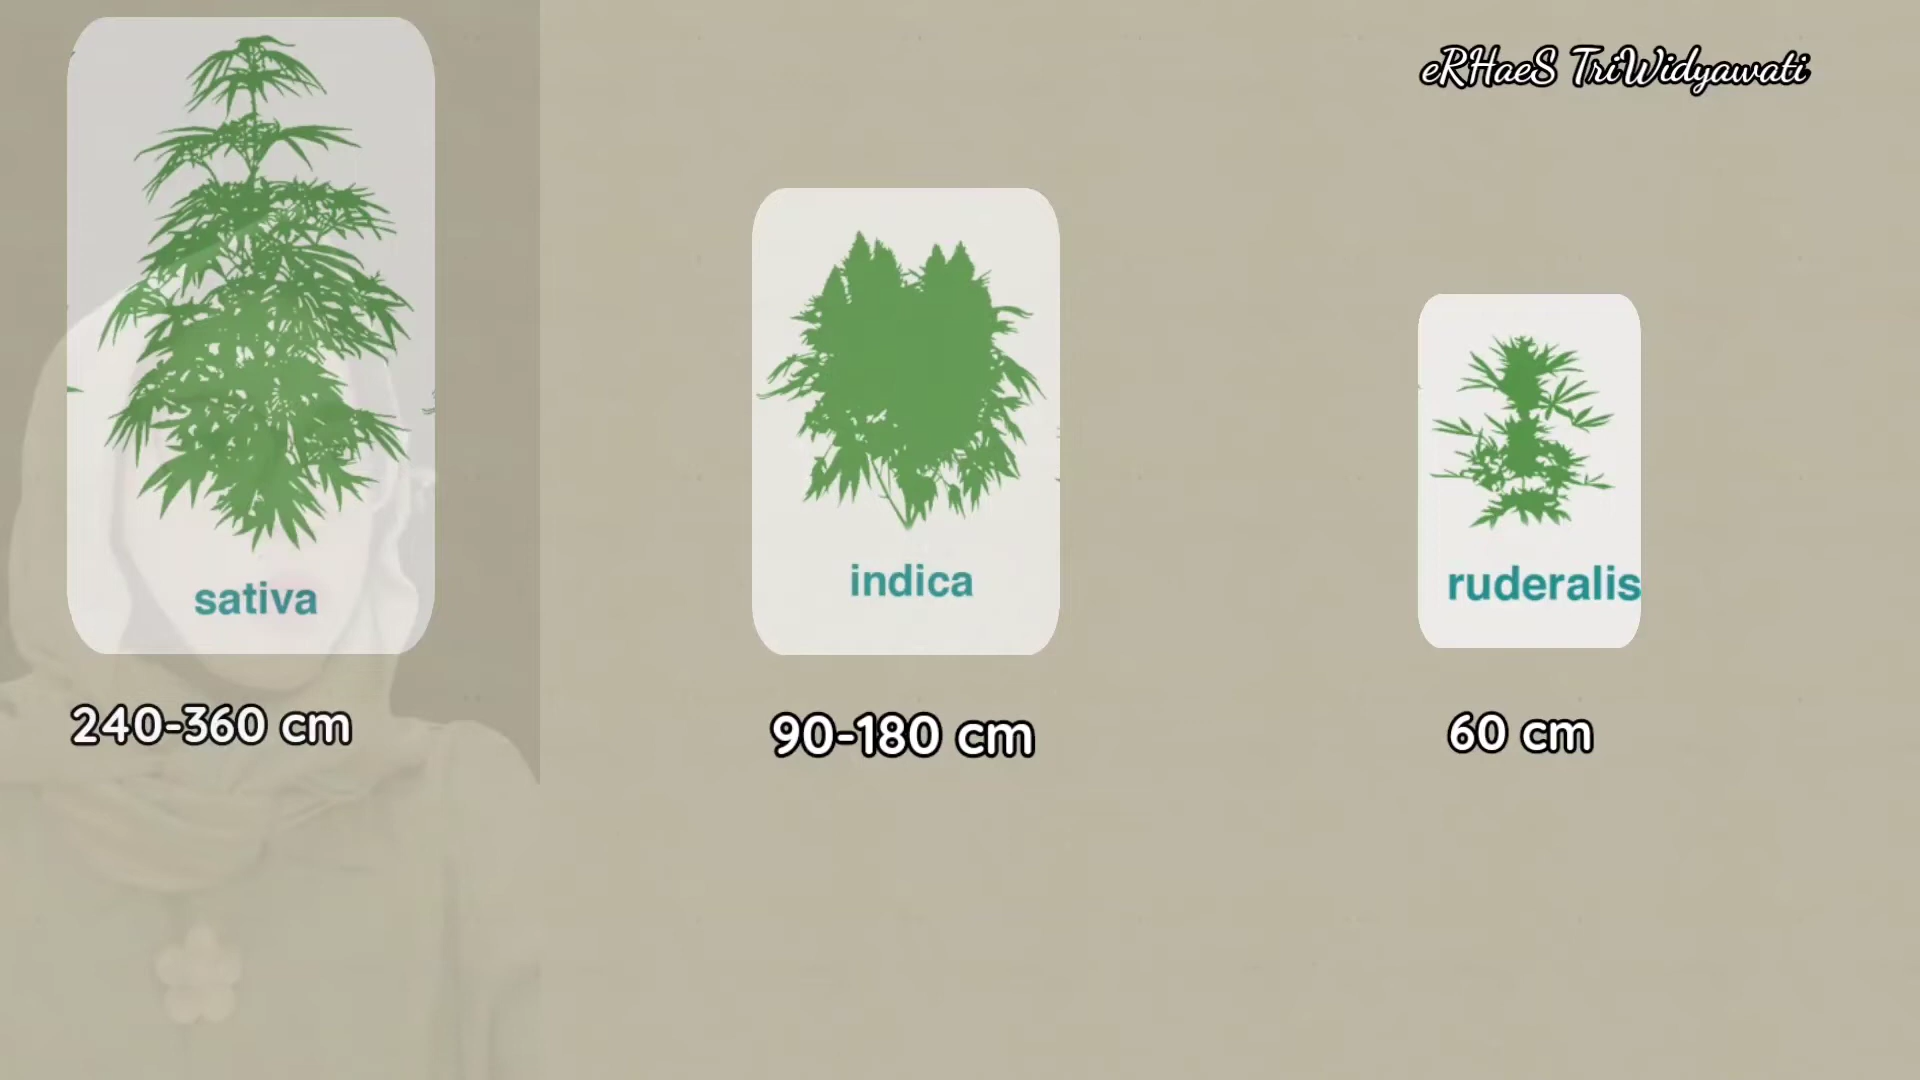 eRHaeS TriWidyawati
sativa
indica
ruderalis
240-360 cm
90-180 cm
60 cm